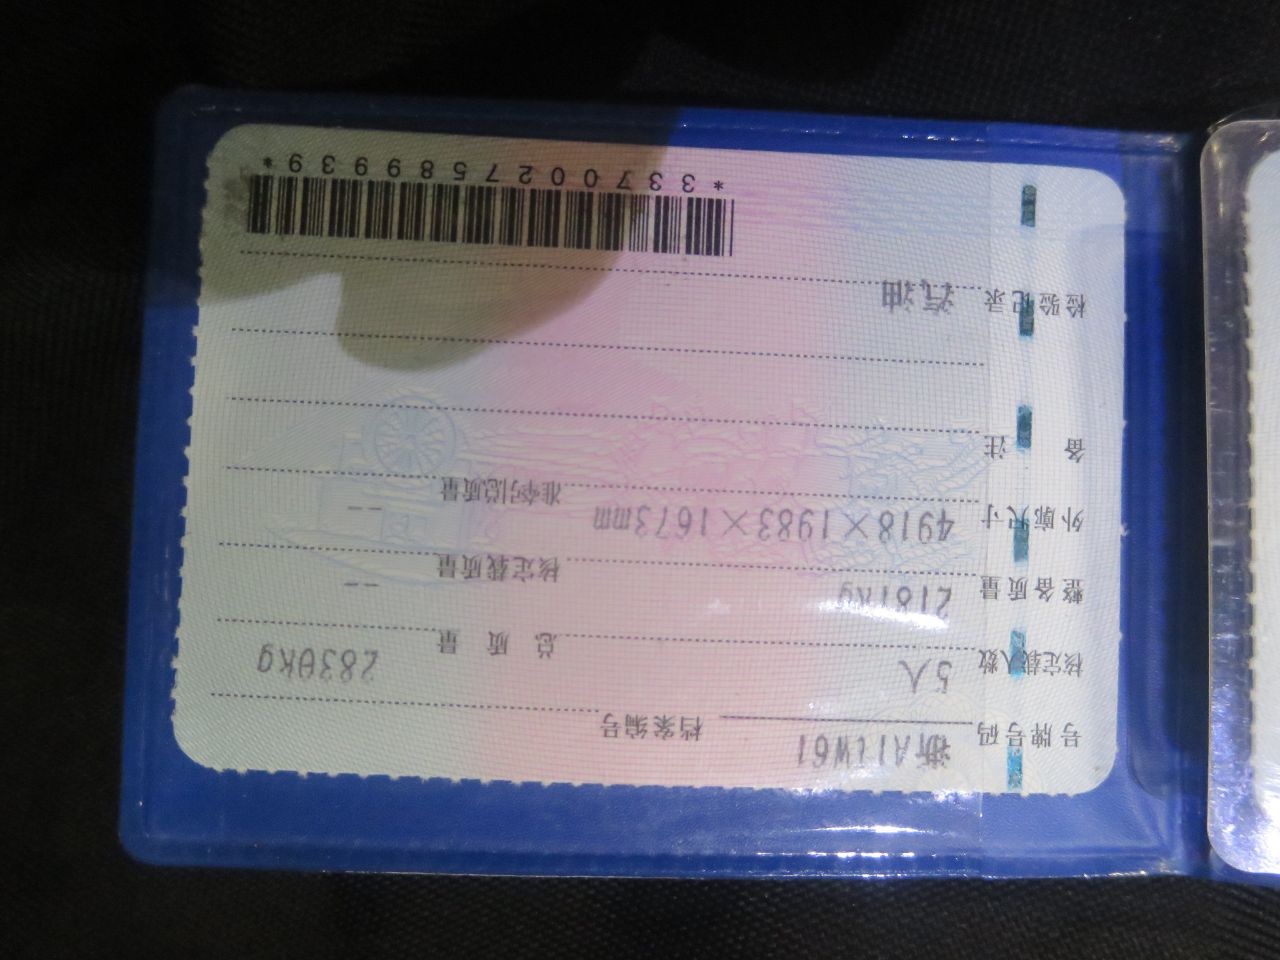 号牌号码 浙A11W61 档案编号
核定载人数 5人 总质量 2830kg
整备质量 2181kg 核定载质量 --
外廓尺寸 4918×1983×1673mm 准牵引总质量 --
备注
检验记录 汽油
*3370027589939*